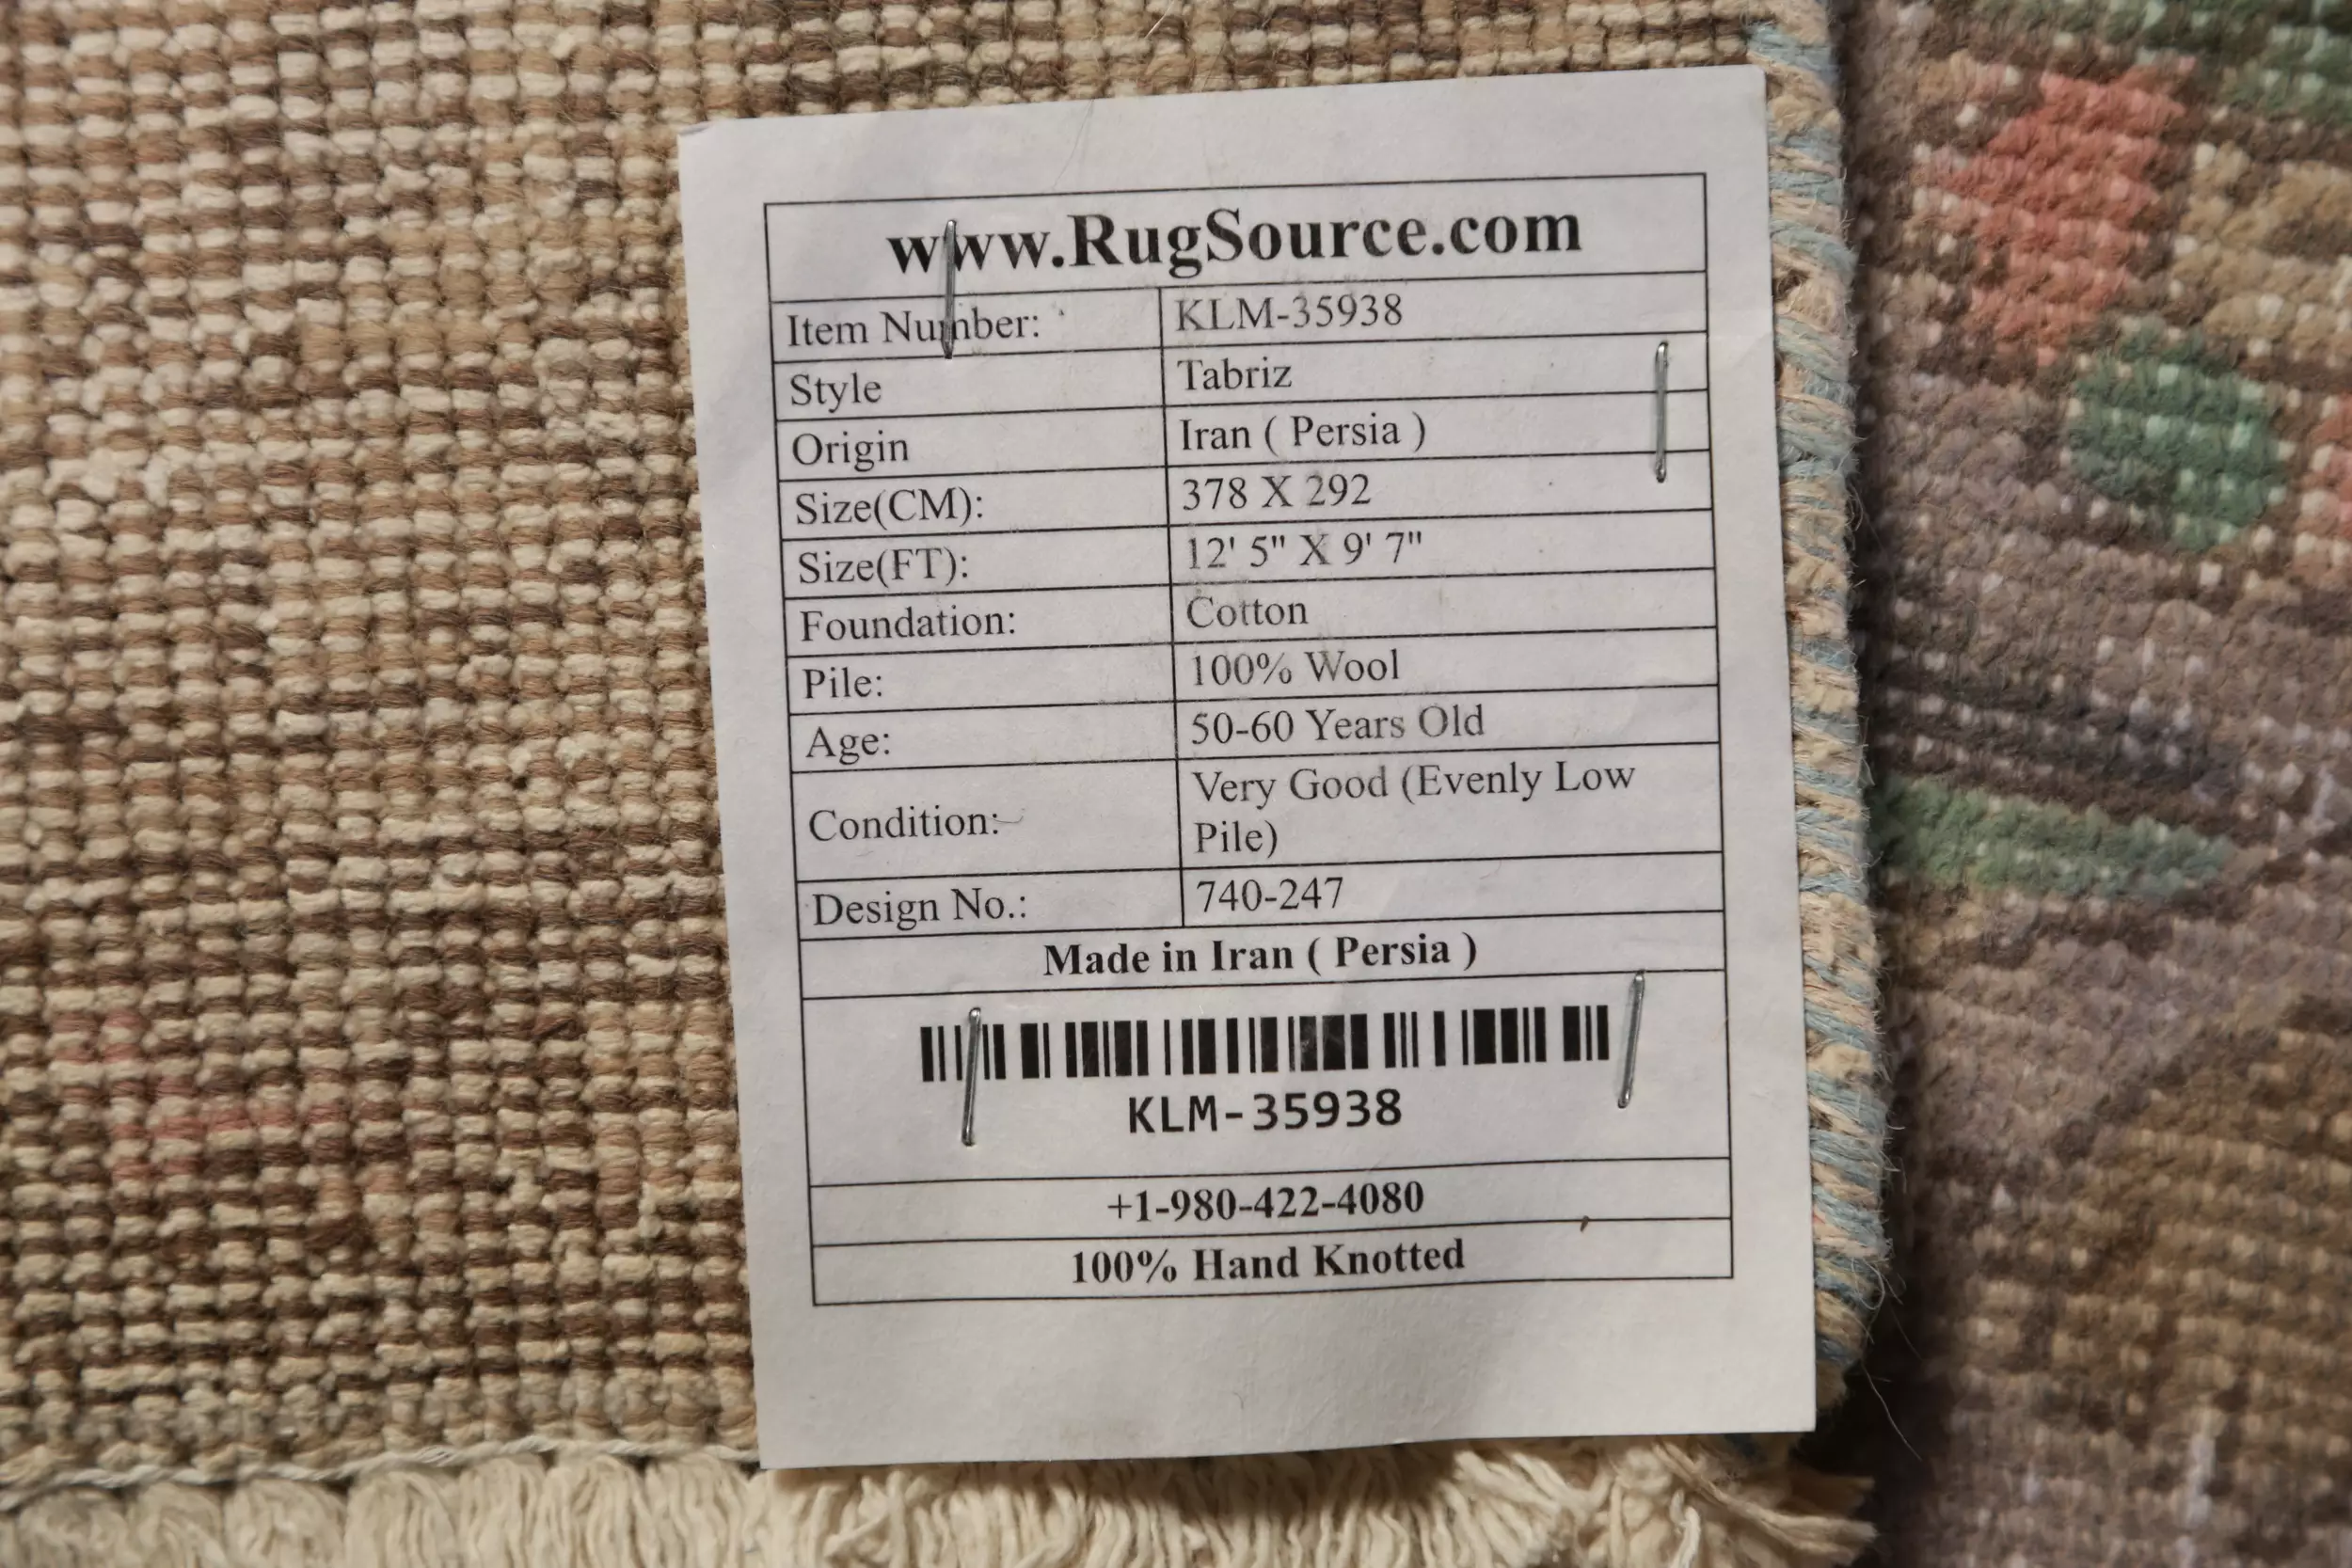 www.RugSource.com
Item Number: KLM-35938
Style Tabriz
Origin Iran ( Persia )
Size(CM): 378 X 292
Size(FT): 12' 5" X 9' 7"
Foundation: Cotton
Pile: 100% Wool
Age: 50-60 Years Old
Condition: Very Good (Evenly Low
Pile)
Design No.: 740-247
Made in Iran ( Persia )
KLM-35938
+1-980-422-4080
100% Hand Knotted